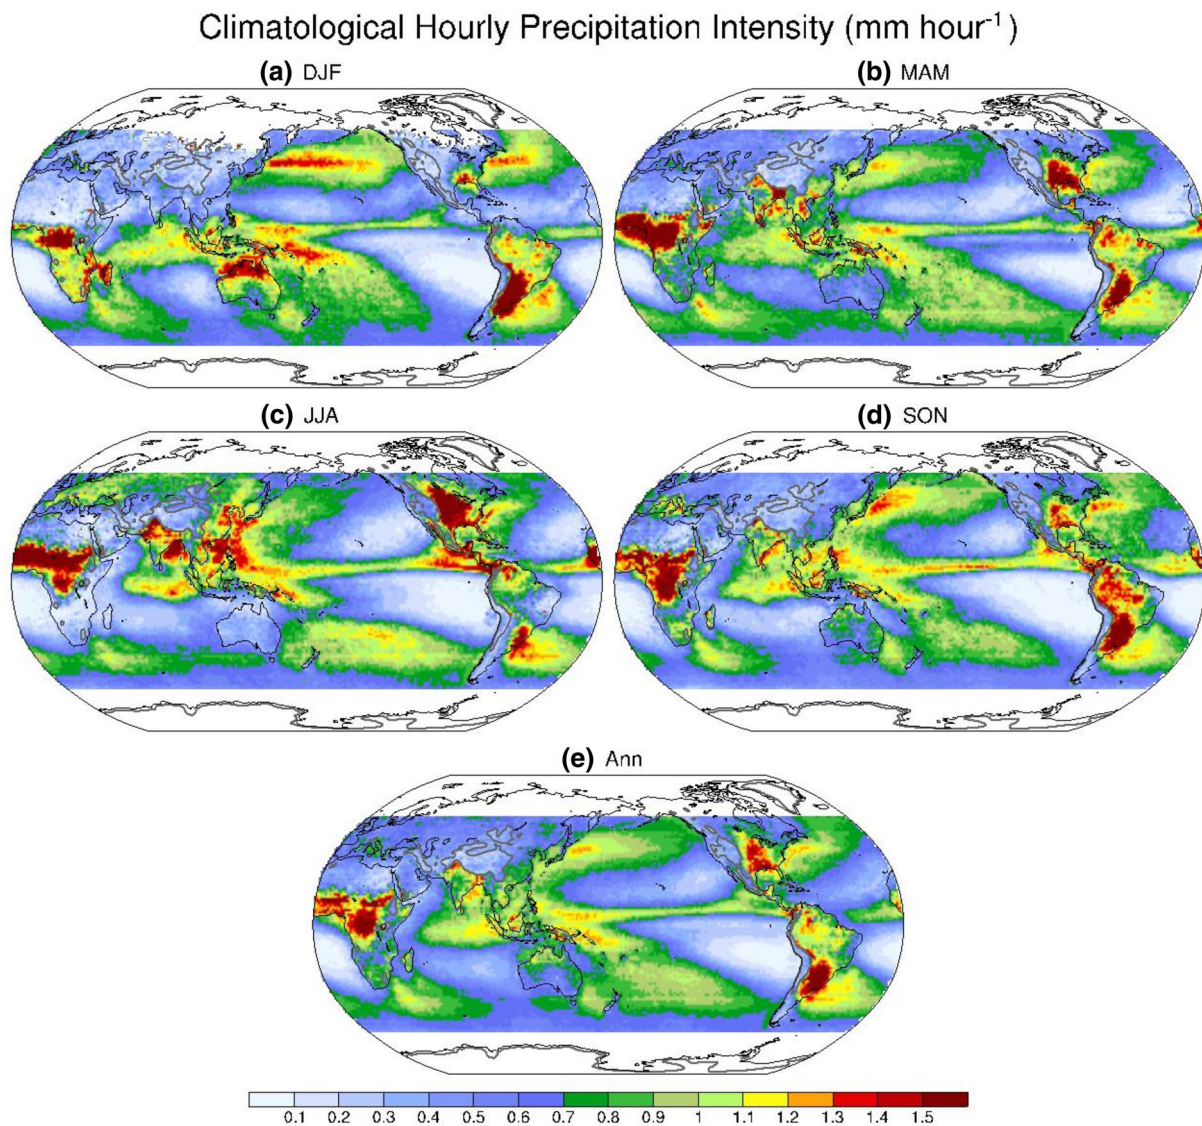 Climatological Hourly Precipitation Intensity (mm hour⁻¹)
(a) DJF
(b) MAM
(c) JJA
(d) SON
(e) Ann
0.1 0.2 0.3 0.4 0.5 0.6 0.7 0.8 0.9 1 1.1 1.2 1.3 1.4 1.5